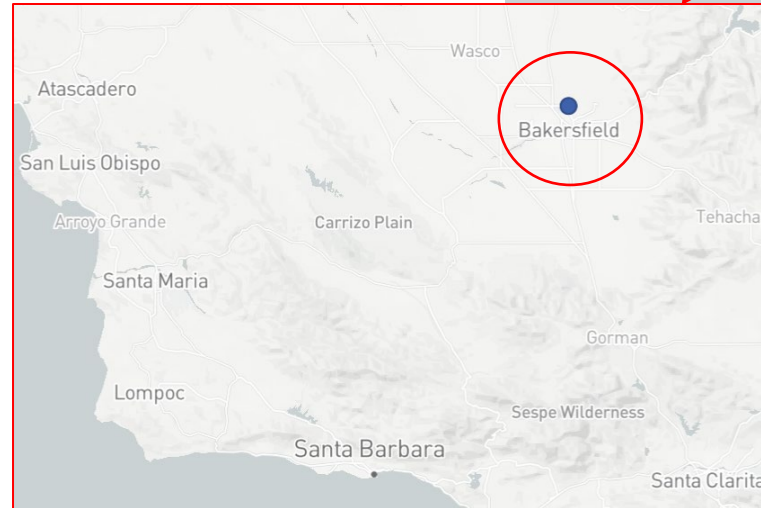 Wasco
Atascadero
Bakersfield
San Luis Obispo
Arroyo Grande
Carrizo Plain
Tehacha
Santa Maria
Gorman
Lompoc
Sespe Wilderness
Santa Barbara
Santa Clarita